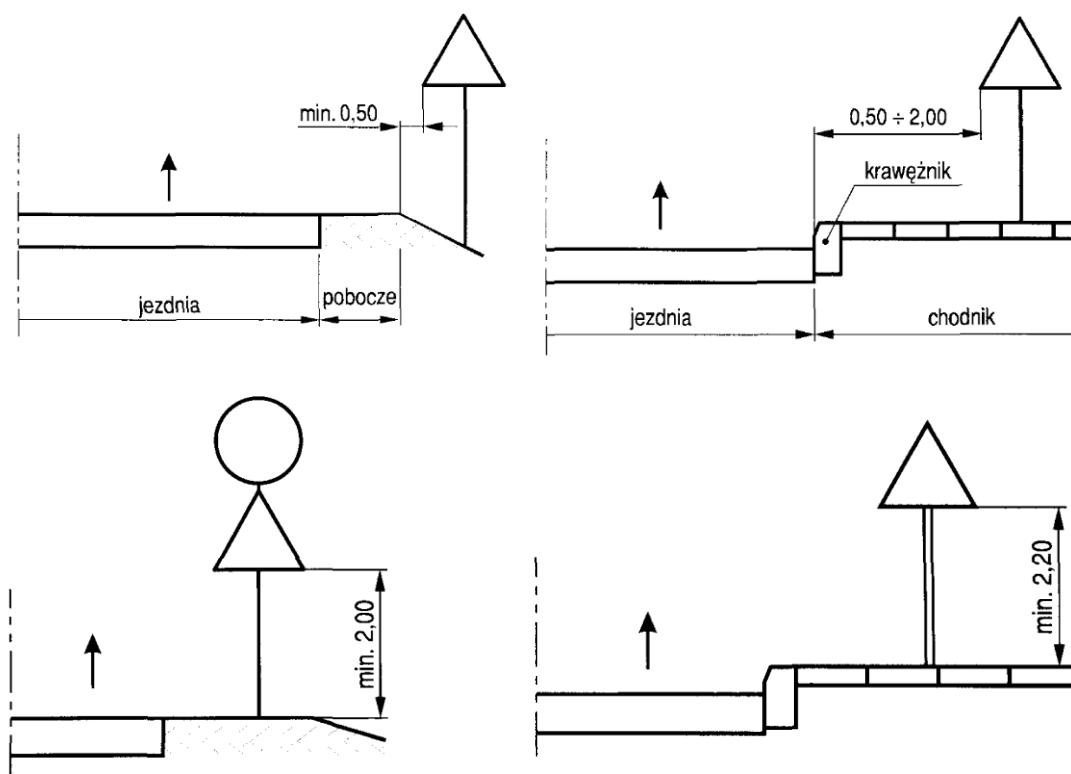 min. 0,50
jezdnia
pobocze
0,50 ÷ 2,00
krawężnik
jezdnia
chodnik
min. 2,00
min. 2,20